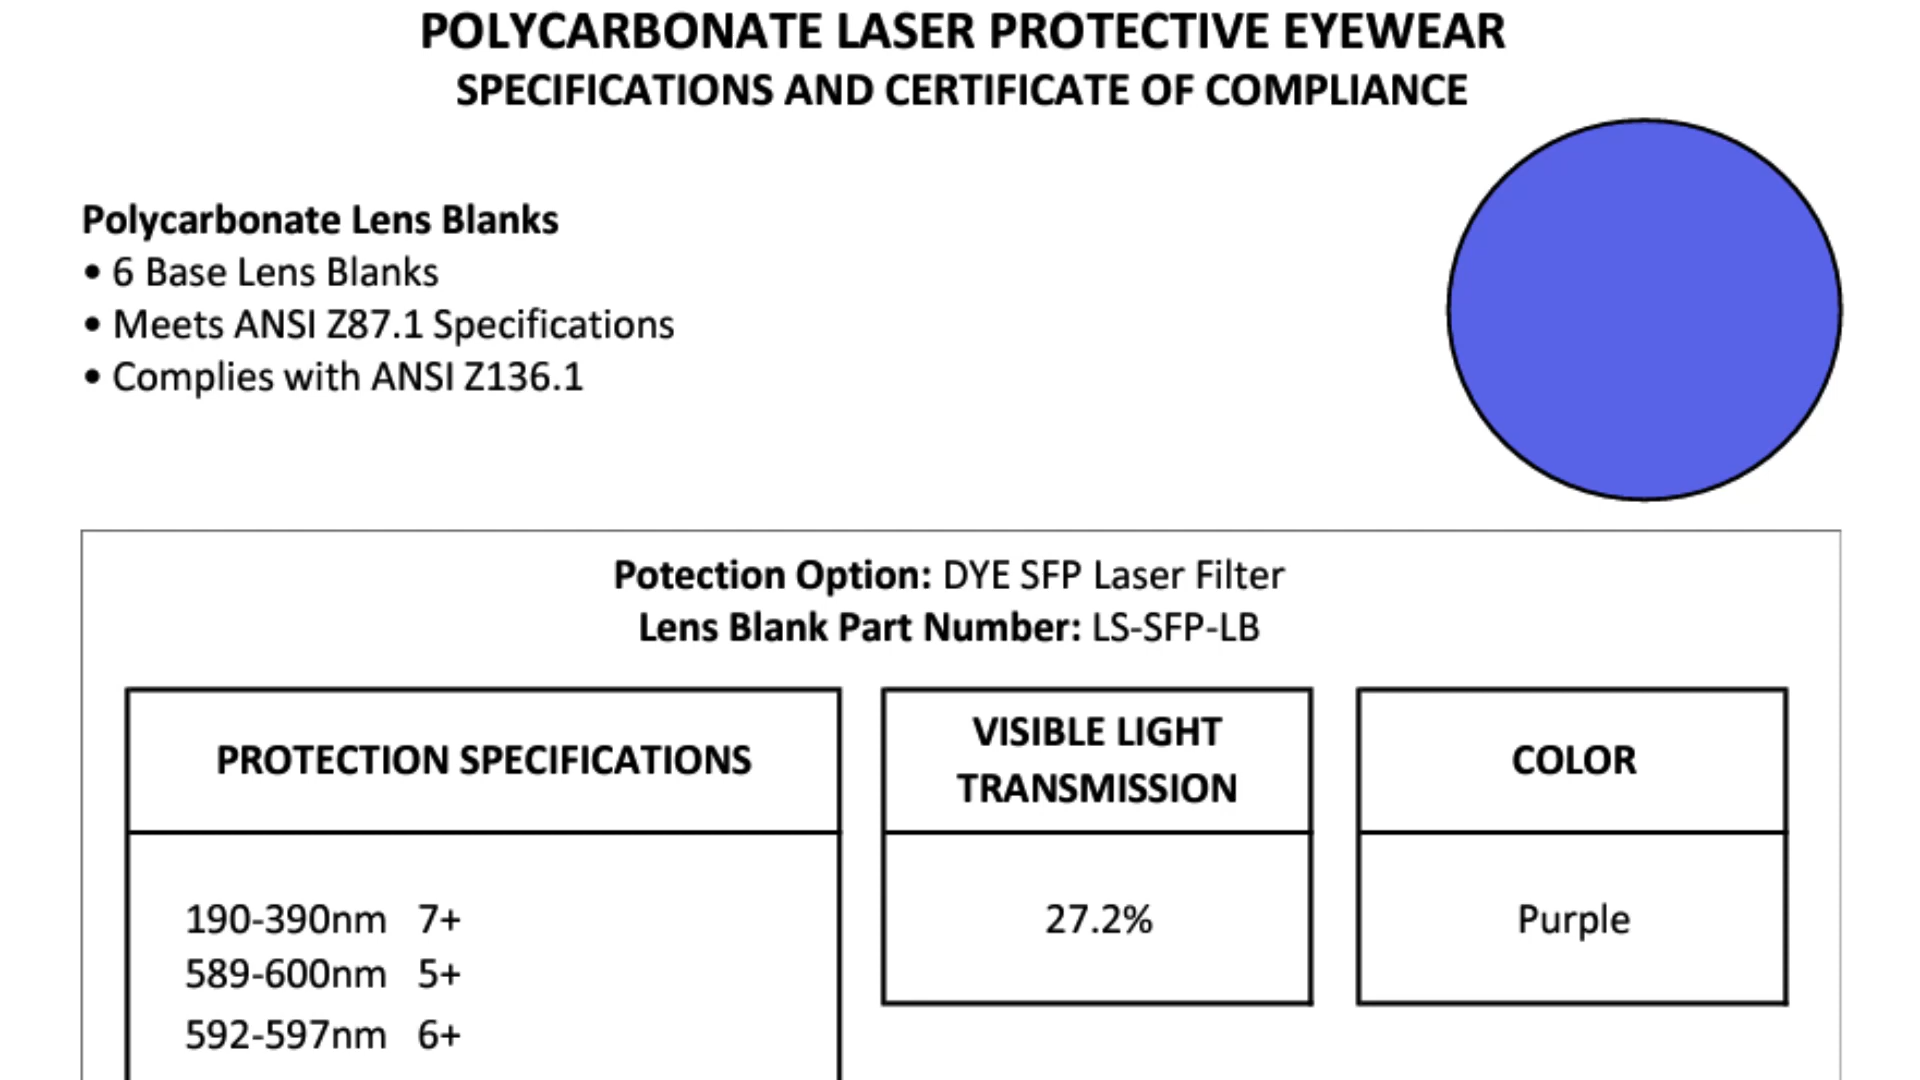 POLYCARBONATE LASER PROTECTIVE EYEWEAR
SPECIFICATIONS AND CERTIFICATE OF COMPLIANCE
Polycarbonate Lens Blanks
• 6 Base Lens Blanks
• Meets ANSI Z87.1 Specifications
• Complies with ANSI Z136.1
Potection Option: DYE SFP Laser Filter
Lens Blank Part Number: LS-SFP-LB
PROTECTION SPECIFICATIONS
190-390nm 7+
589-600nm 5+
592-597nm 6+
VISIBLE LIGHT
TRANSMISSION
27.2%
COLOR
Purple